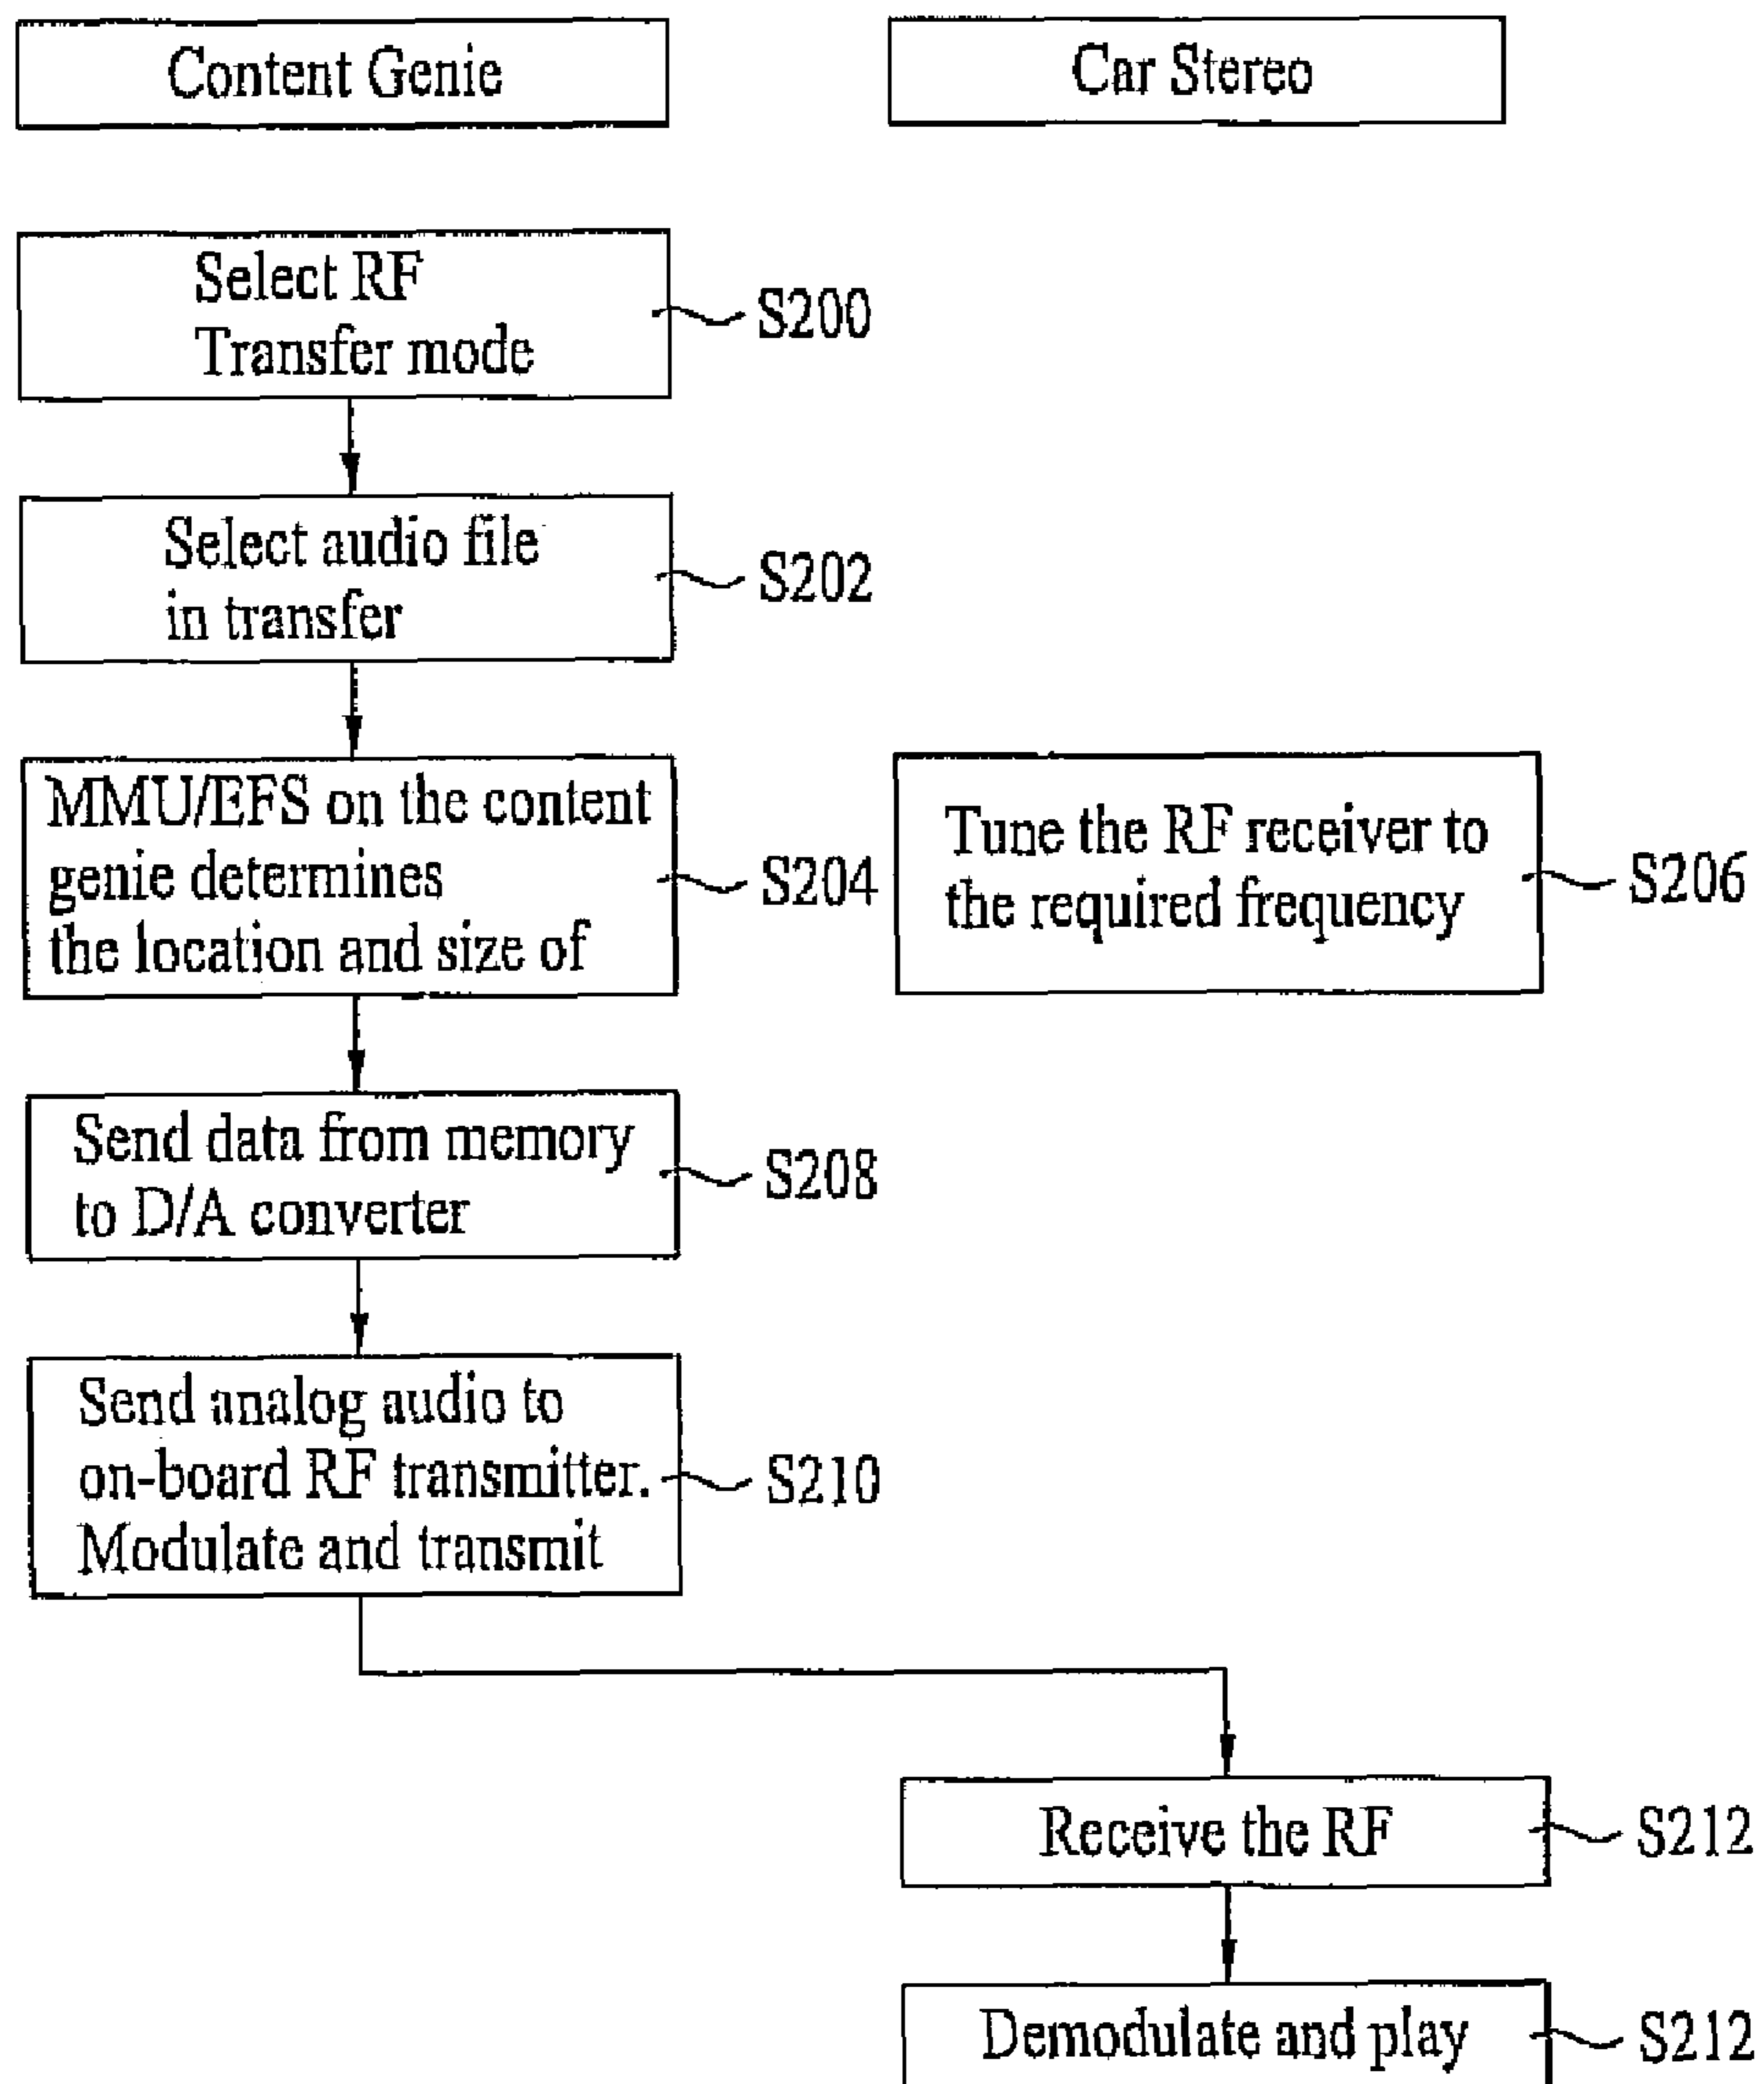 Content Genie
Car Stereo
Select RF
Transfer mode
S200
Select audio file
in transfer
S202
MMU/EFS on the content
genie determines
the location and size of
S204
Tune the RF receiver to
the required frequency
S206
Send data from memory
to D/A converter
S208
Send analog audio to
on-board RF transmitter.
Modulate and transmit
S210
Receive the RF
S212
Demodulate and play
S212